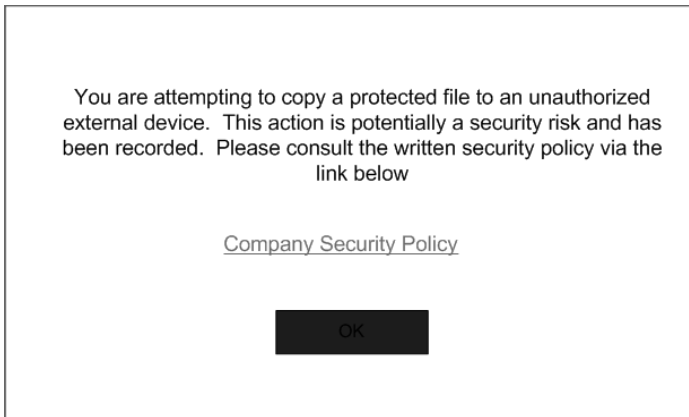 You are attempting to copy a protected file to an unauthorized
external device.  This action is potentially a security risk and has
been recorded.  Please consult the written security policy via the
link below
Company Security Policy
OK